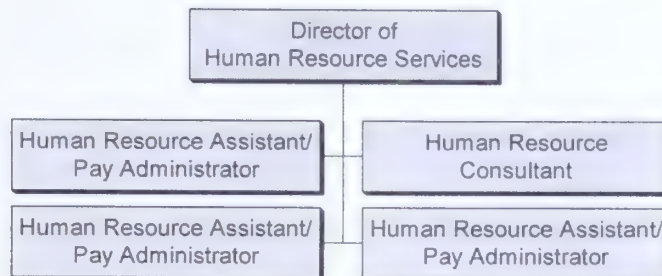 Director of
Human Resource Services
Human Resource Assistant/
Pay Administrator
Human Resource
Consultant
Human Resource Assistant/
Pay Administrator
Human Resource Assistant/
Pay Administrator